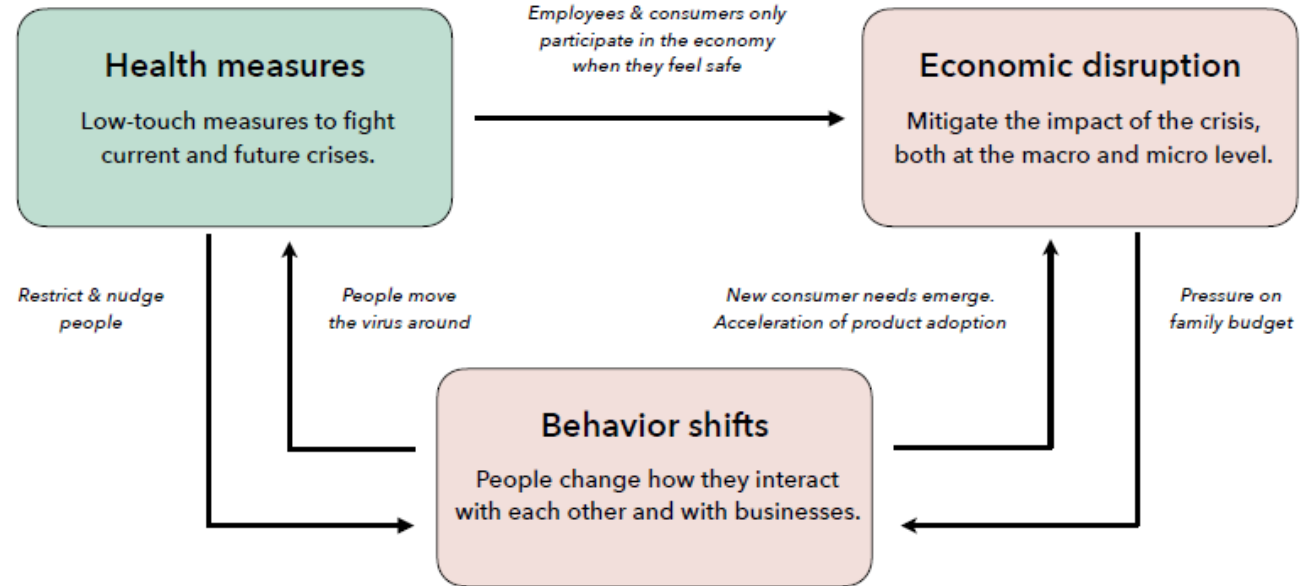 Employees & consumers only
participate in the economy
when they feel safe
Health measures
Low-touch measures to fight
current and future crises.
Economic disruption
Mitigate the impact of the crisis,
both at the macro and micro level.
Restrict & nudge
people
People move
the virus around
New consumer needs emerge.
Acceleration of product adoption
Pressure on
family budget
Behavior shifts
People change how they interact
with each other and with businesses.